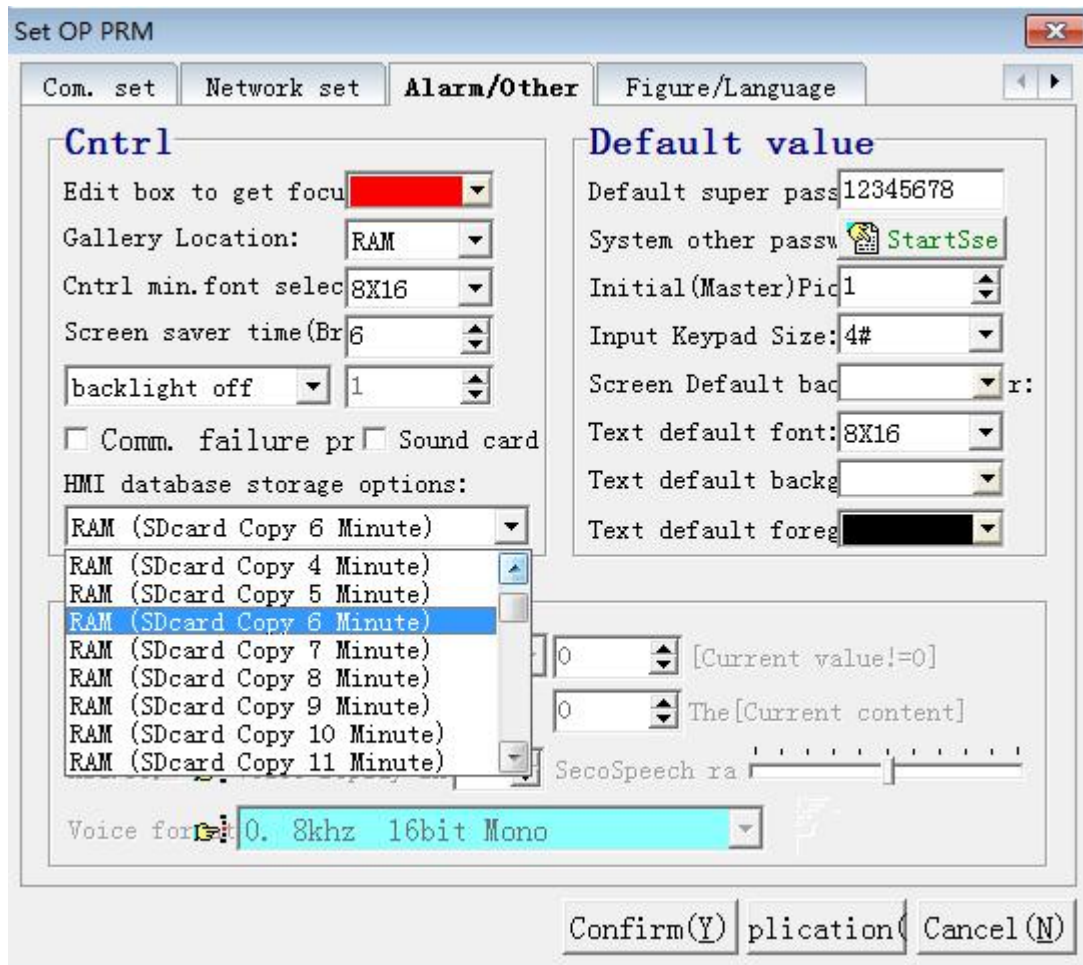 Set OP PRM
Com. set Network set Alarm/Other Figure/Language
Cntrl
Edit box to get focu
Gallery Location: RAM
Cntrl min.font selec 8X16
Screen saver time(Br 6
backlight off 1
Comm. failure pr Sound card
HMI database storage options:
RAM (SDcard Copy 6 Minute)
RAM (SDcard Copy 4 Minute)
RAM (SDcard Copy 5 Minute)
RAM (SDcard Copy 6 Minute)
RAM (SDcard Copy 7 Minute)
RAM (SDcard Copy 8 Minute)
RAM (SDcard Copy 9 Minute)
RAM (SDcard Copy 10 Minute)
RAM (SDcard Copy 11 Minute)
Default value
Default super pass 12345678
System other passw StartSse
Initial(Master)Pic 1
Input Keypad Size: 4#
Screen Default bac r:
Text default font: 8X16
Text default backg
Text default foreg
0 [Current value!=0]
0 The[Current content]
SecoSpeech ra
Voice for 0. 8khz 16bit Mono
Confirm(Y) plication( Cancel(N)